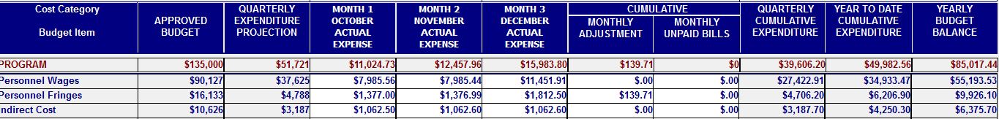 Cost Category Budget Item APPROVED BUDGET QUARTERLY EXPENDITURE PROJECTION MONTH 1 OCTOBER ACTUAL EXPENSE MONTH 2 NOVEMBER ACTUAL EXPENSE MONTH 3 DECEMBER ACTUAL EXPENSE CUMULATIVE MONTHLY ADJUSTMENT MONTHLY UNPAID BILLS QUARTERLY CUMULATIVE EXPENDITURE YEAR TO DATE CUMULATIVE EXPENDITURE YEARLY BUDGET BALANCE
PROGRAM $135,000 $51,721 $11,024.73 $12,457.96 $15,983.80 $139.71 $0 $39,606.20 $49,982.56 $85,017.44
Personnel Wages $90,127 $37,625 $7,985.56 $7,985.44 $11,451.91 $.00 $.00 $27,422.91 $34,933.47 $55,193.53
Personnel Fringes $16,133 $4,788 $1,377.00 $1,376.99 $1,812.50 $139.71 $.00 $4,706.20 $6,206.90 $9,926.10
Indirect Cost $10,626 $3,187 $1,062.50 $1,062.60 $1,062.60 $.00 $.00 $3,187.70 $4,250.30 $6,375.70